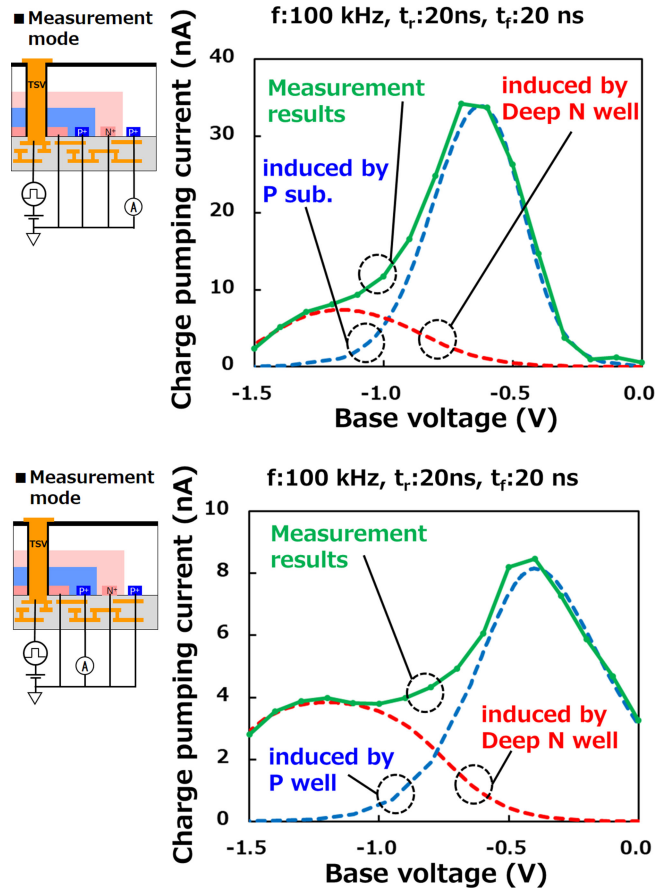 ■ Measurement
mode
TSV
P+
N+
P+
A
f:100 kHz, tr:20ns, tf:20 ns
Charge pumping current (nA)
40
30
20
10
0
-1.5
-1.0
-0.5
0.0
Base voltage (V)
Measurement
results
induced by
Deep N well
induced by
P sub.
■ Measurement
mode
TSV
P+
N+
P+
A
f:100 kHz, tr:20ns, tf:20 ns
Charge pumping current (nA)
10
8
6
4
2
0
-1.5
-1.0
-0.5
0.0
Base voltage (V)
Measurement
results
induced by
P well
induced by
Deep N well